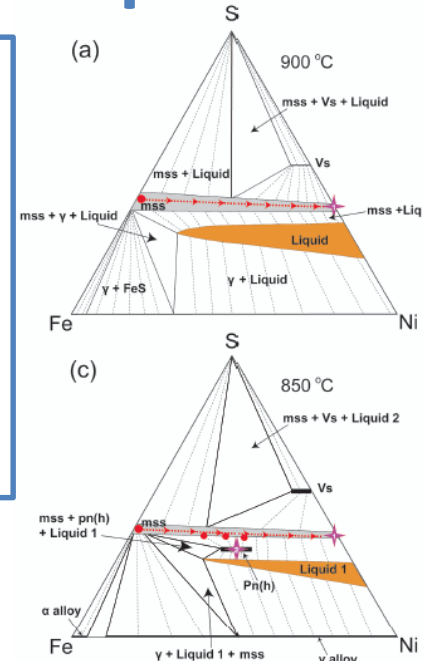 S
(a)
900 °C
mss + Vs + Liquid
Vs
mss + Liquid
mss
mss + γ + Liquid
mss +Liq
Liquid
γ + FeS
γ + Liquid
Fe
Ni
S
(c)
850 °C
mss + Vs + Liquid 2
Vs
mss + pn(h)
+ Liquid 1
mss
Liquid 1
Pn(h)
α alloy
Fe
Ni
γ + Liquid 1 + mss
γ alloy